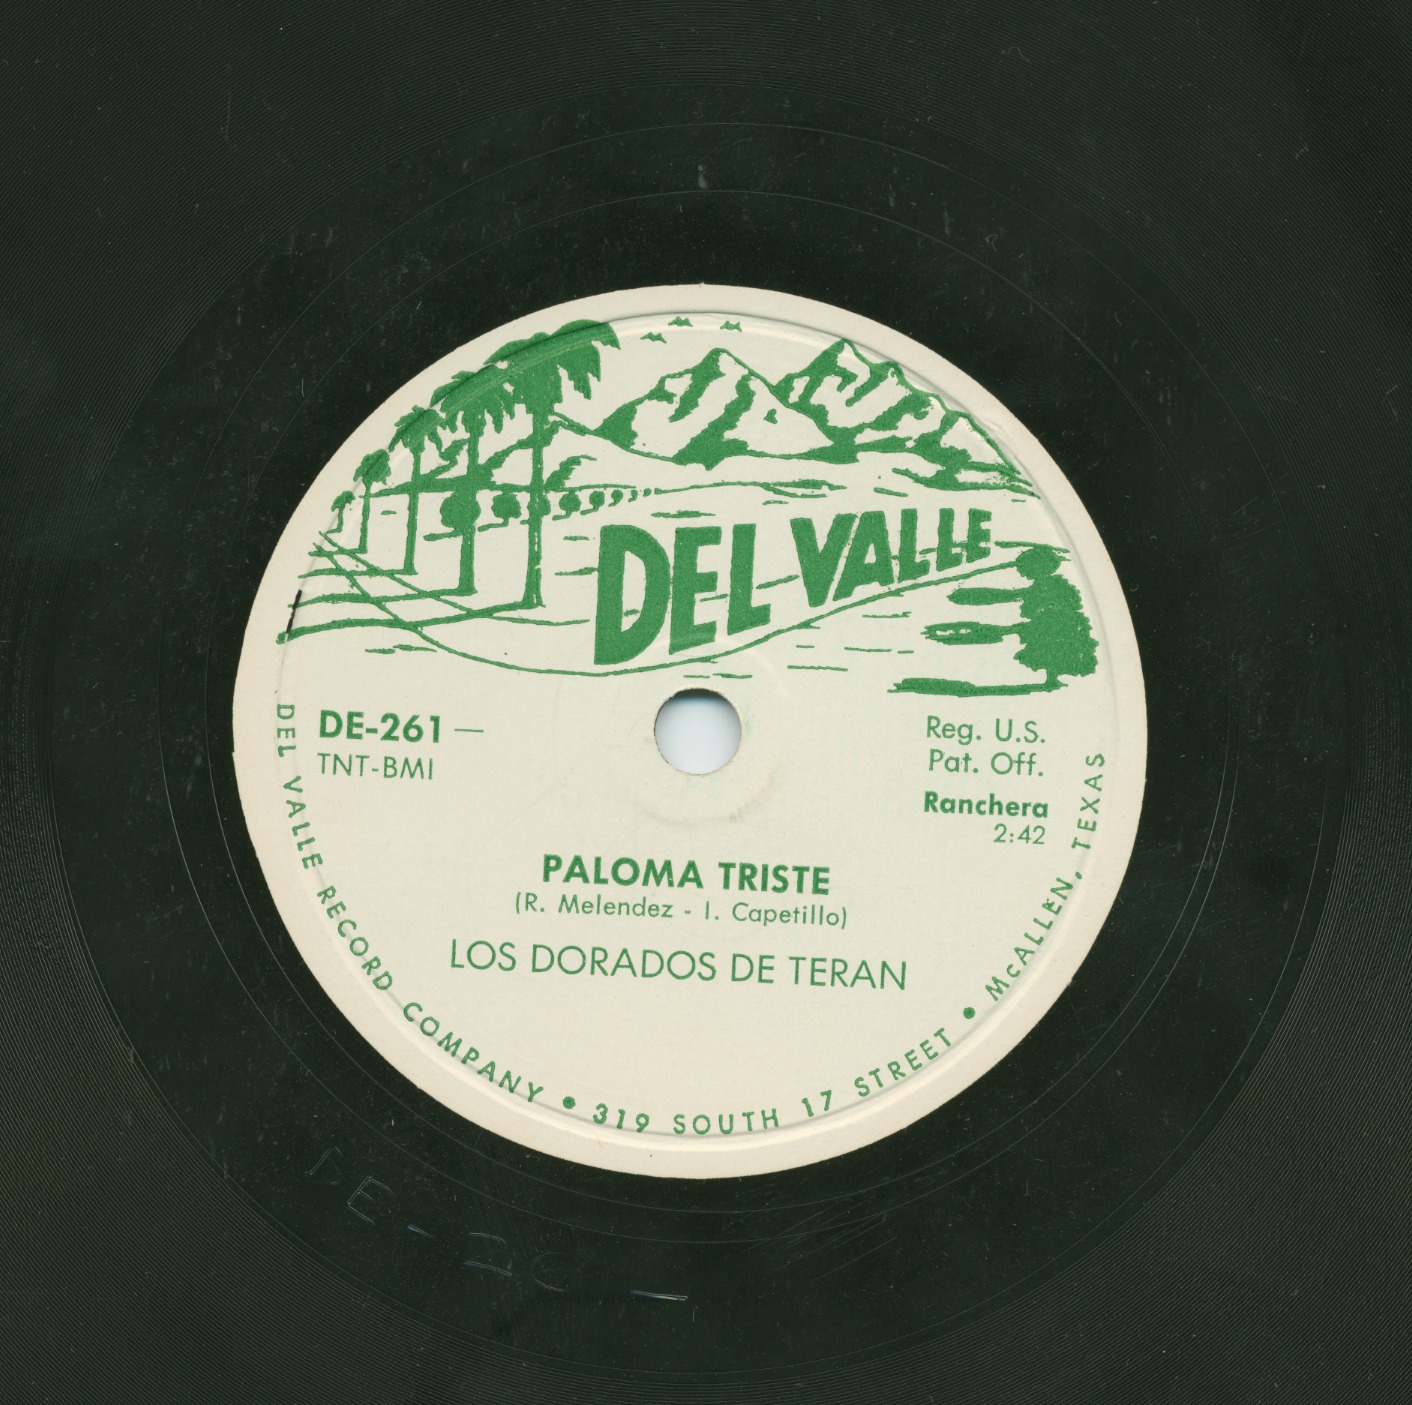 DEL VALLE
DE-261 —
TNT-BMI
Reg. U.S.
Pat. Off.
Ranchera
2:42
PALOMA TRISTE
(R. Melendez - I. Capetillo)
LOS DORADOS DE TERAN
DEL VALLE RECORD COMPANY • 319 SOUTH 17 STREET • McALLEN, TEXAS